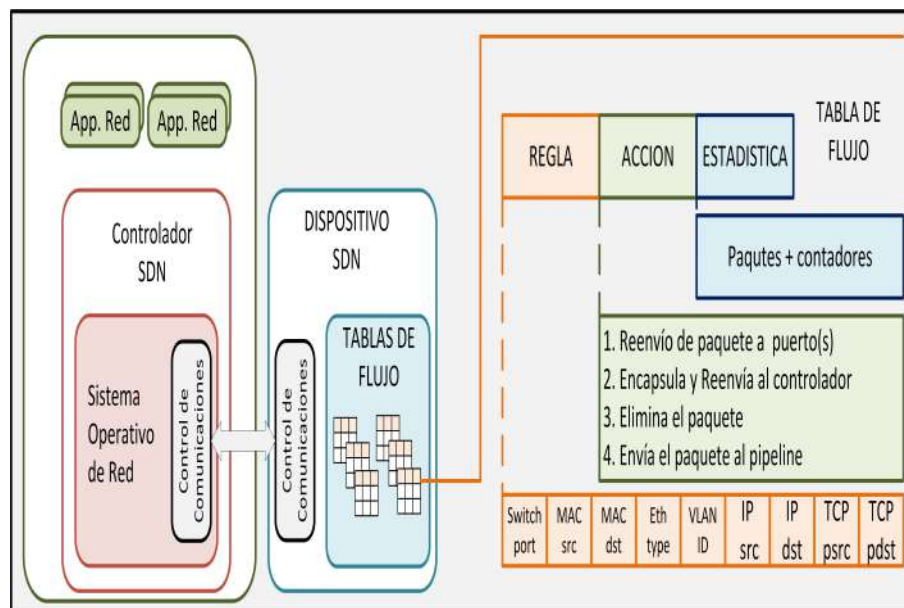 App. Red
App. Red
Controlador
SDN
Sistema
Operativo
de Red
Control de
Comunicaciones
DISPOSITIVO
SDN
Control de
Comunicaciones
TABLAS DE
FLUJO
REGLA
ACCION
ESTADISTICA
TABLA DE
FLUJO
Paqutes + contadores
1. Reenvío de paquete a puerto(s)
2. Encapsula y Reenvía al controlador
3. Elimina el paquete
4. Envía el paquete al pipeline
Switch port
MAC src
MAC dst
Eth type
VLAN ID
IP src
IP dst
TCP psrc
TCP pdst